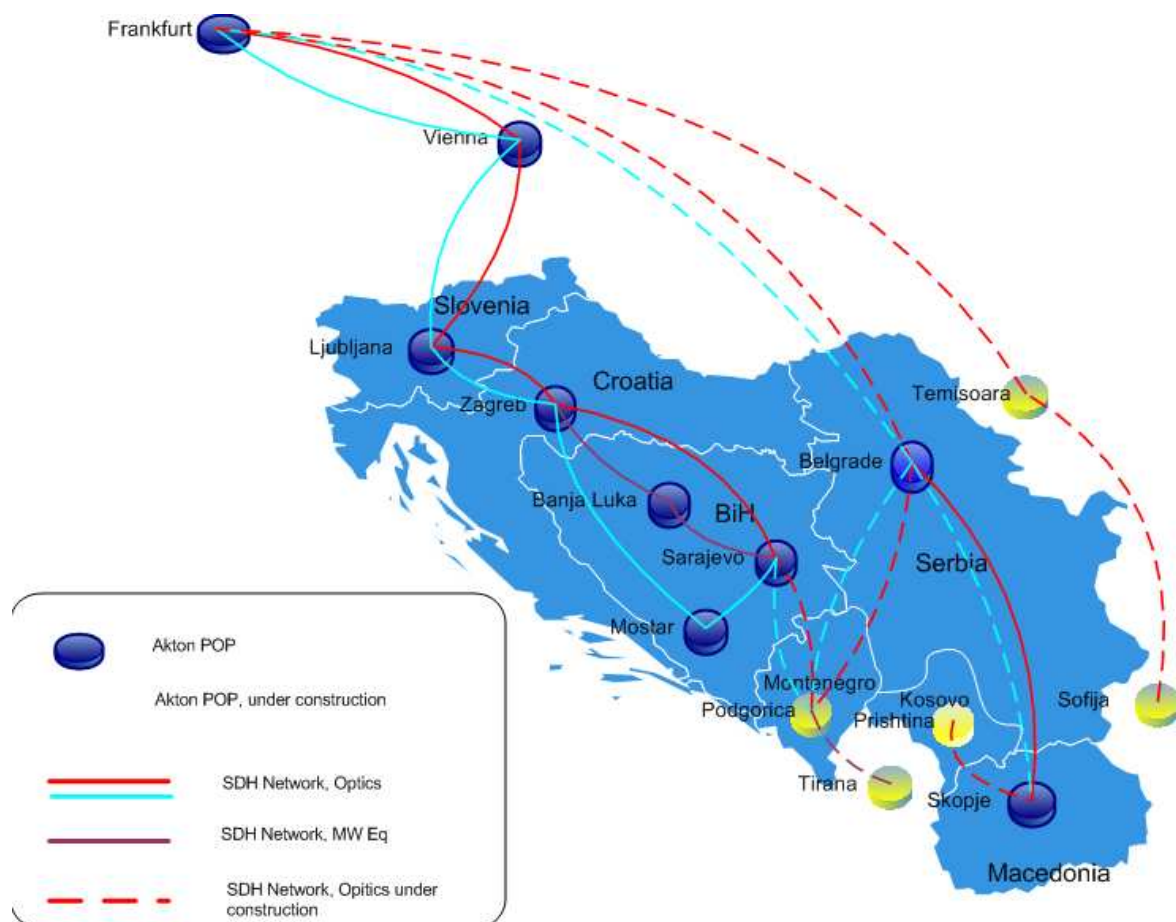 Frankfurt
Vienna
Slovenia
Ljubljana
Croatia
Zagreb
Temisoara
Belgrade
Banja Luka
BiH
Sarajevo
Serbia
Mostar
Montenegro
Podgorica
Kosovo
Prishtina
Sofija
Tirana
Skopje
Macedonia
Akton POP
Akton POP, under construction
SDH Network, Optics
SDH Network, MW Eq
SDH Network, Opitics under
construction